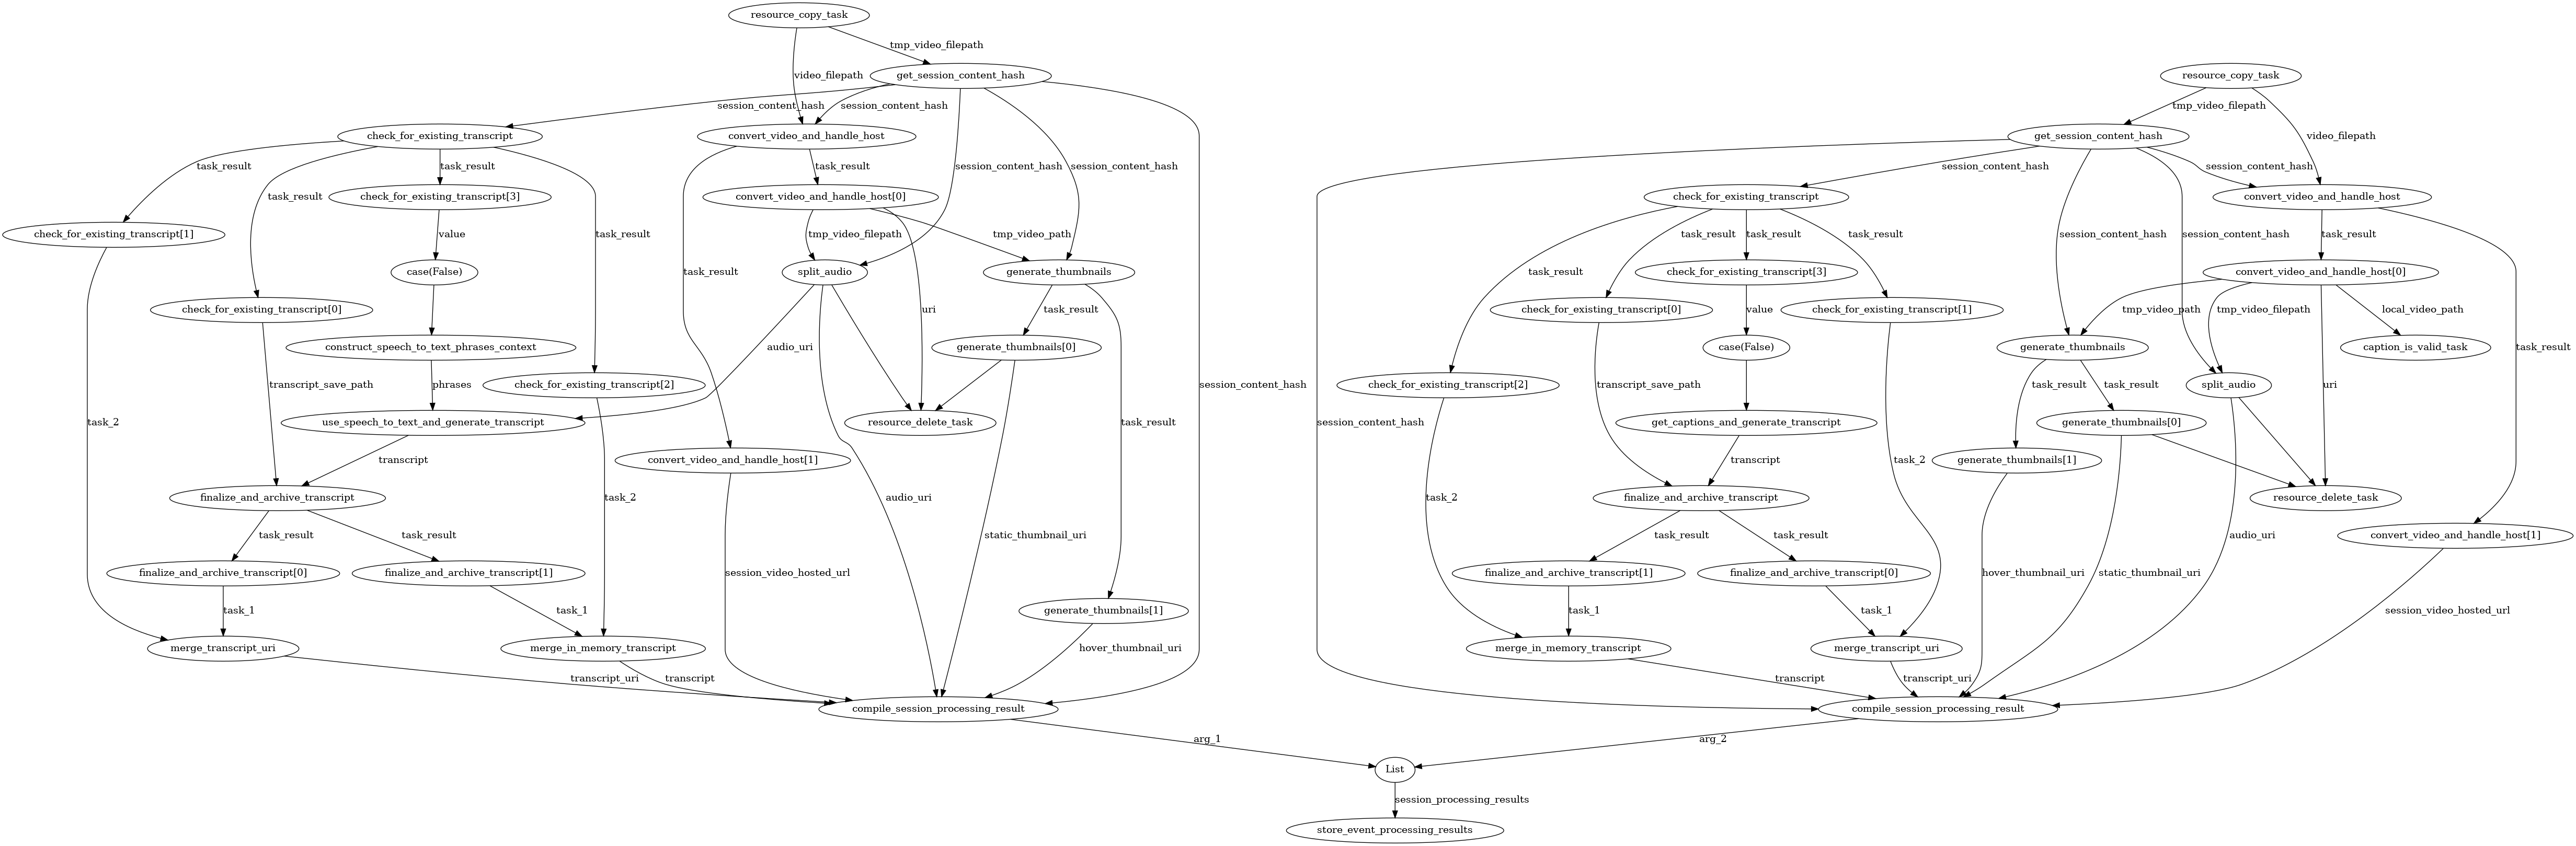 resource_copy_task
tmp_video_filepath
video_filepath
get_session_content_hash
resource_copy_task
tmp_video_filepath
session_content_hash
session_content_hash
check_for_existing_transcript
convert_video_and_handle_host
get_session_content_hash
video_filepath
task_result
task_result
task_result
task_result
session_content_hash
session_content_hash
session_content_hash
session_content_hash
check_for_existing_transcript[3]
convert_video_and_handle_host[0]
check_for_existing_transcript
convert_video_and_handle_host
check_for_existing_transcript[1]
value
task_result
tmp_video_filepath
tmp_video_path
task_result
task_result
task_result
session_content_hash
session_content_hash
task_result
case(False)
task_result
split_audio
generate_thumbnails
task_result
check_for_existing_transcript[3]
convert_video_and_handle_host[0]
check_for_existing_transcript[0]
uri
task_result
check_for_existing_transcript[0]
value
check_for_existing_transcript[1]
tmp_video_path
tmp_video_filepath
local_video_path
construct_speech_to_text_phrases_context
audio_uri
generate_thumbnails[0]
case(False)
generate_thumbnails
caption_is_valid_task
task_result
transcript_save_path
phrases
check_for_existing_transcript[2]
session_content_hash
check_for_existing_transcript[2]
transcript_save_path
task_result
task_result
split_audio
uri
task_2
use_speech_to_text_and_generate_transcript
resource_delete_task
task_result
session_content_hash
get_captions_and_generate_transcript
generate_thumbnails[0]
transcript
convert_video_and_handle_host[1]
transcript
task_2
generate_thumbnails[1]
finalize_and_archive_transcript
task_2
audio_uri
task_2
finalize_and_archive_transcript
resource_delete_task
task_result
task_result
static_thumbnail_uri
task_result
task_result
audio_uri
convert_video_and_handle_host[1]
finalize_and_archive_transcript[0]
finalize_and_archive_transcript[1]
session_video_hosted_url
finalize_and_archive_transcript[1]
finalize_and_archive_transcript[0]
hover_thumbnail_uri
static_thumbnail_uri
task_1
task_1
generate_thumbnails[1]
task_1
task_1
session_video_hosted_url
merge_transcript_uri
merge_in_memory_transcript
hover_thumbnail_uri
merge_in_memory_transcript
merge_transcript_uri
transcript_uri
transcript
transcript
transcript_uri
compile_session_processing_result
compile_session_processing_result
arg_1
arg_2
List
session_processing_results
store_event_processing_results